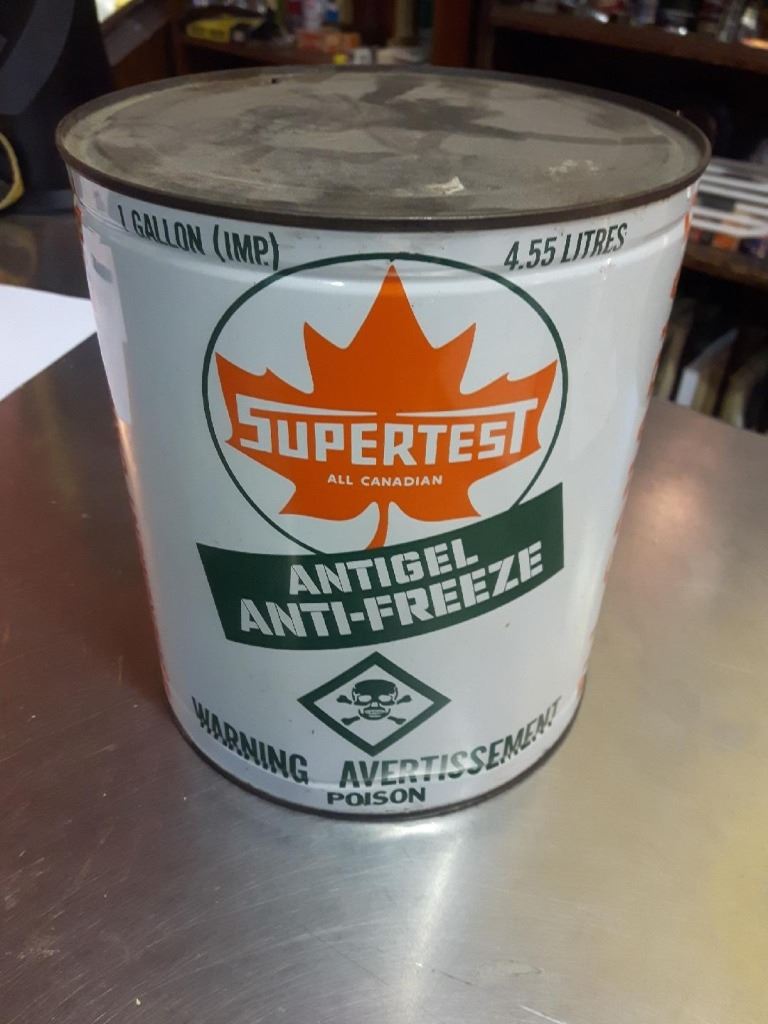 1 GALLON (IMP.) 4.55 LITRES
SUPERTEST
ALL CANADIAN
ANTIGEL
ANTI-FREEZE
WARNING AVERTISSEMENT
POISON